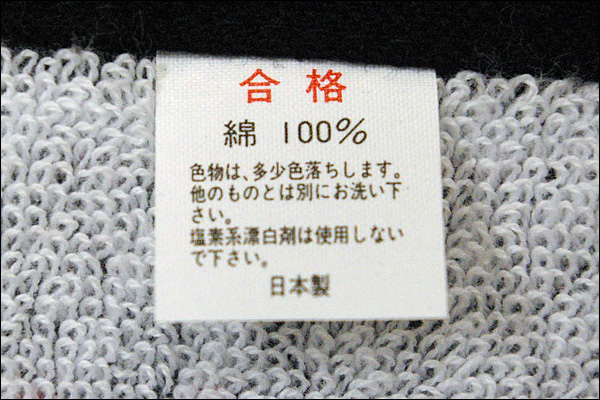 合格
綿 100%
色物は、多少色落ちします。
他のものとは別にお洗い下
さい。
塩素系漂白剤は使用しない
で下さい。
日本製